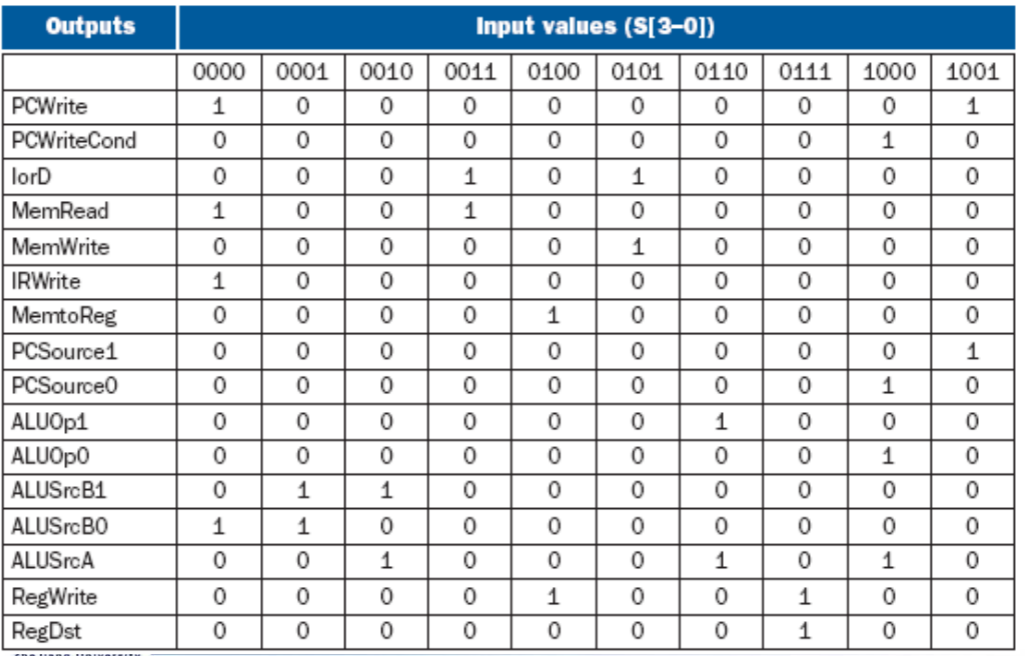 Outputs Input values (S[3–0])
0000 0001 0010 0011 0100 0101 0110 0111 1000 1001
PCWrite 1 0 0 0 0 0 0 0 0 1
PCWriteCond 0 0 0 0 0 0 0 0 1 0
IorD 0 0 0 1 0 1 0 0 0 0
MemRead 1 0 0 1 0 0 0 0 0 0
MemWrite 0 0 0 0 0 1 0 0 0 0
IRWrite 1 0 0 0 0 0 0 0 0 0
MemtoReg 0 0 0 0 1 0 0 0 0 0
PCSource1 0 0 0 0 0 0 0 0 0 1
PCSource0 0 0 0 0 0 0 0 0 1 0
ALUOp1 0 0 0 0 0 0 1 0 0 0
ALUOp0 0 0 0 0 0 0 0 0 1 0
ALUSrcB1 0 1 1 0 0 0 0 0 0 0
ALUSrcB0 1 1 0 0 0 0 0 0 0 0
ALUSrcA 0 0 1 0 0 0 1 0 1 0
RegWrite 0 0 0 0 1 0 0 1 0 0
RegDst 0 0 0 0 0 0 0 1 0 0